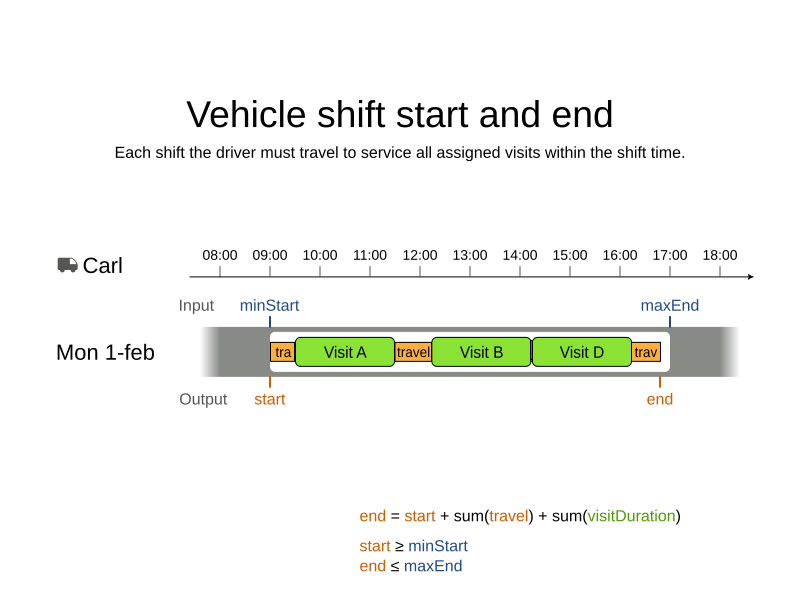 Vehicle shift start and end
Each shift the driver must travel to service all assigned visits within the shift time.
08:00 09:00 10:00 11:00 12:00 13:00 14:00 15:00 16:00 17:00 18:00
Carl
Input minStart maxEnd
Mon 1-feb tra Visit A travel Visit B Visit D trav
Output start end
end = start + sum(travel) + sum(visitDuration)
start ≥ minStart
end ≤ maxEnd